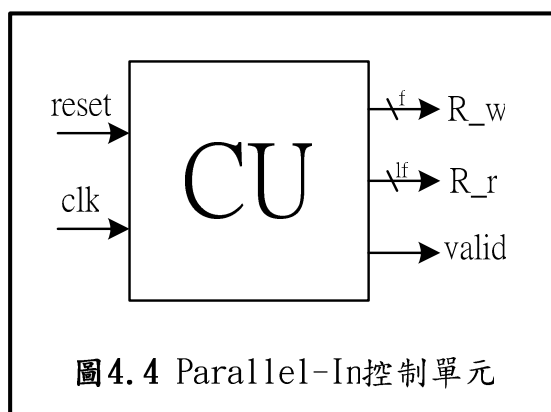 reset
clk
CU
f
R_w
lf
R_r
valid
圖4.4 Parallel-In控制單元